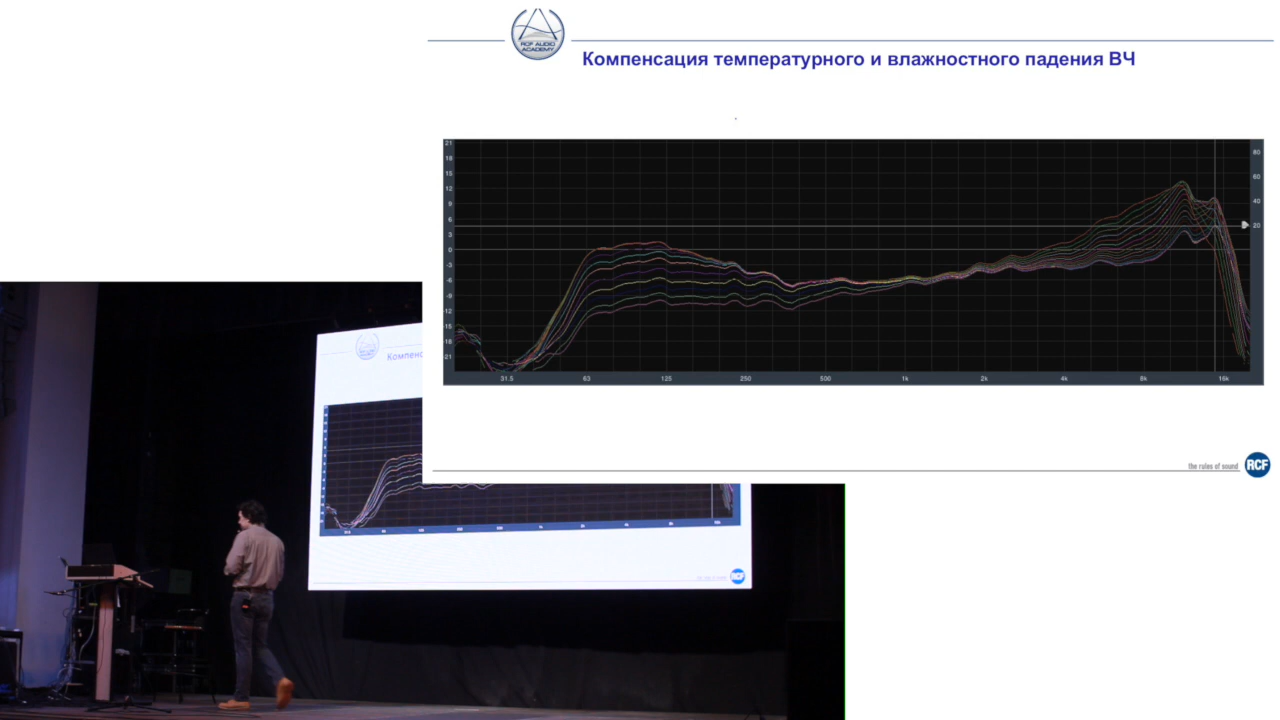 RCF AUDIO
ACADEMY
Компенсация температурного и влажностного падения ВЧ
21
18
15
12
9
6
3
0
-3
-6
-9
-12
-15
-18
-21
80
60
40
20
31.5 63 125 250 500 1k 2k 4k 8k 16k
the rules of sound RCF
Компенс
RCF